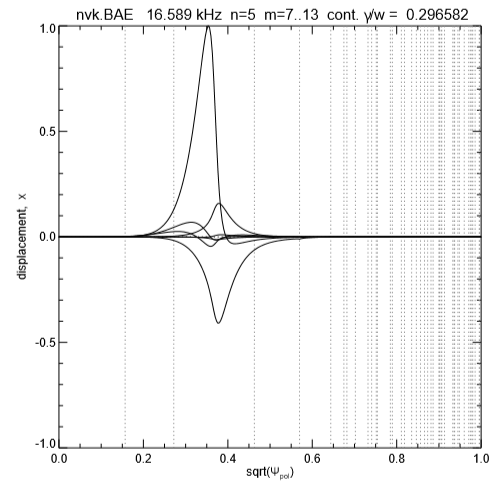 nvk.BAE 16.589 kHz n=5 m=7..13 cont. γ/w = 0.296582
1.0
0.5
0.0
-0.5
-1.0
displacement, x
0.0 0.2 0.4 0.6 0.8 1.0
sqrt(Ψpol)